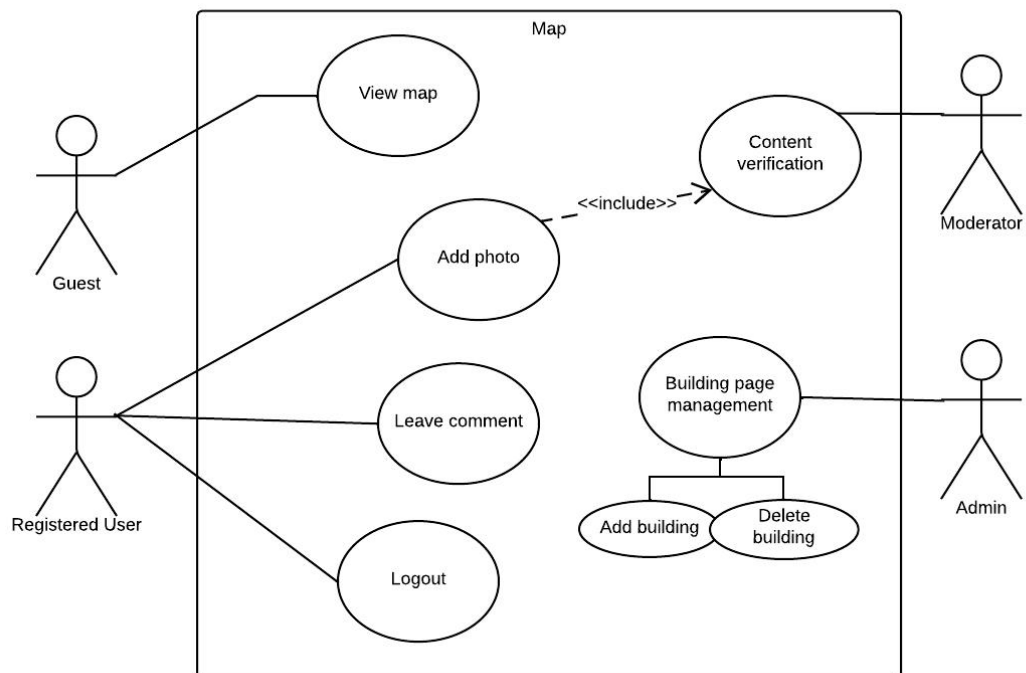 Map
View map
Content
verification
Moderator
<<include>>
Add photo
Guest
Building page
management
Leave comment
Add building
Delete
building
Admin
Registered User
Logout